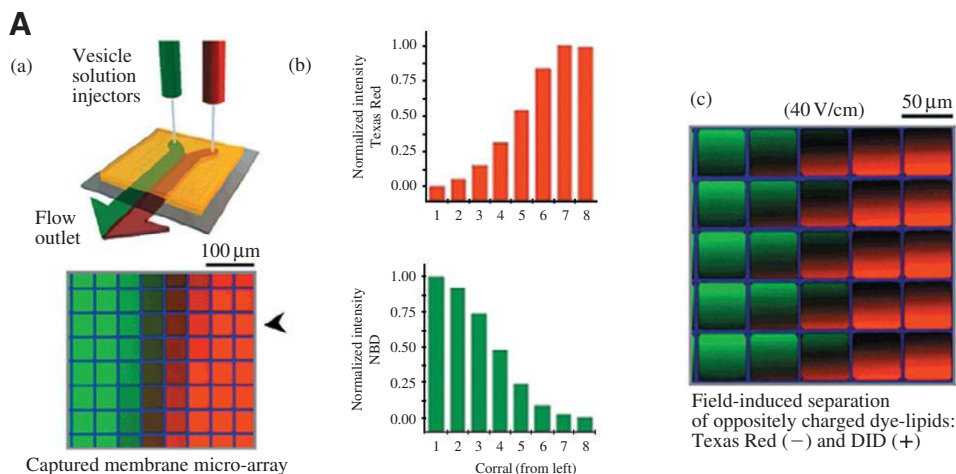 A
(a)
Vesicle
solution
injectors
Flow
outlet
100 µm
Captured membrane micro-array
(b)
Normalized intensity
Texas Red
1.00
0.75
0.50
0.25
0.00
1 2 3 4 5 6 7 8
Normalized intensity
NBD
1.00
0.75
0.50
0.25
0.00
1 2 3 4 5 6 7 8
Corral (from left)
(c)
(40 V/cm)
50 µm
Field-induced separation
of oppositely charged dye-lipids:
Texas Red (−) and DID (+)